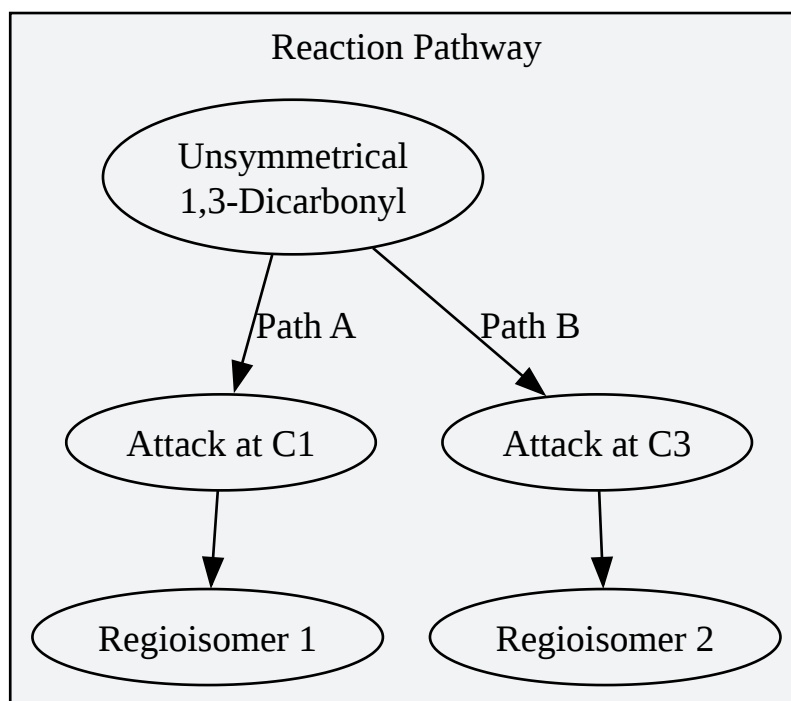 Reaction Pathway
Unsymmetrical
1,3-Dicarbonyl
Path A
Path B
Attack at C1
Attack at C3
Regioisomer 1
Regioisomer 2